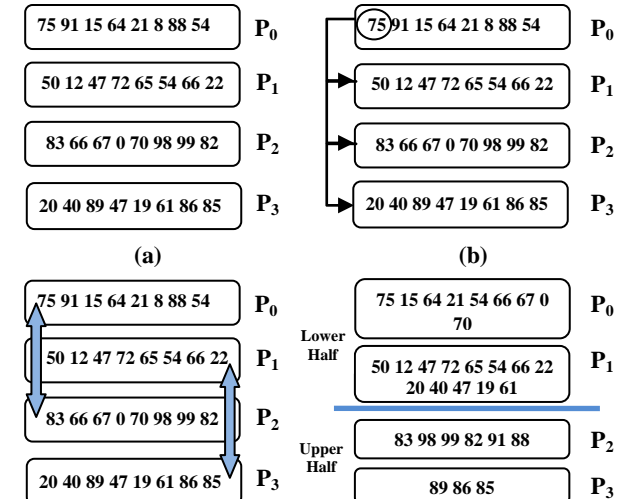 75 91 15 64 21 8 88 54 P0
50 12 47 72 65 54 66 22 P1
83 66 67 0 70 98 99 82 P2
20 40 89 47 19 61 86 85 P3
(a)
75 91 15 64 21 8 88 54 P0
50 12 47 72 65 54 66 22 P1
83 66 67 0 70 98 99 82 P2
20 40 89 47 19 61 86 85 P3
(b)
75 91 15 64 21 8 88 54 P0
50 12 47 72 65 54 66 22 P1
83 66 67 0 70 98 99 82 P2
20 40 89 47 19 61 86 85 P3
Lower
Half
75 15 64 21 54 66 67 0 P0
70
50 12 47 72 65 54 66 22 P1
20 40 47 19 61
Upper
Half
83 98 99 82 91 88 P2
89 86 85 P3